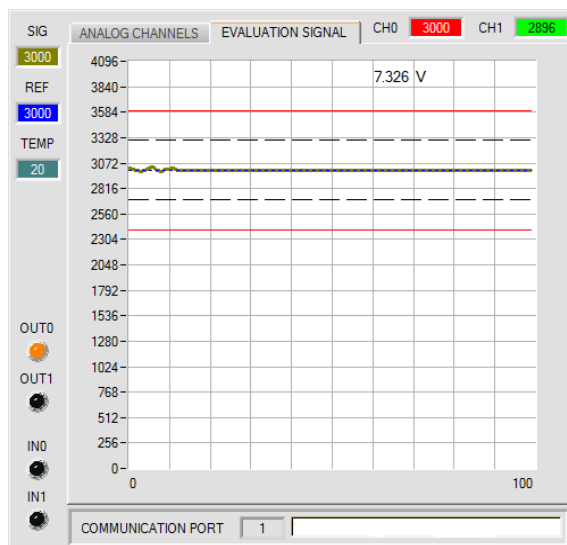 SIG
ANALOG CHANNELS EVALUATION SIGNAL CH0 3000 CH1 2896
3000
REF
3000
TEMP
20
7.326 V
4096
3840
3584
3328
3072
2816
2560
2304
2048
1792
1536
1280
1024
768
512
256
0
0 100
OUT0
OUT1
IN0
IN1
COMMUNICATION PORT 1